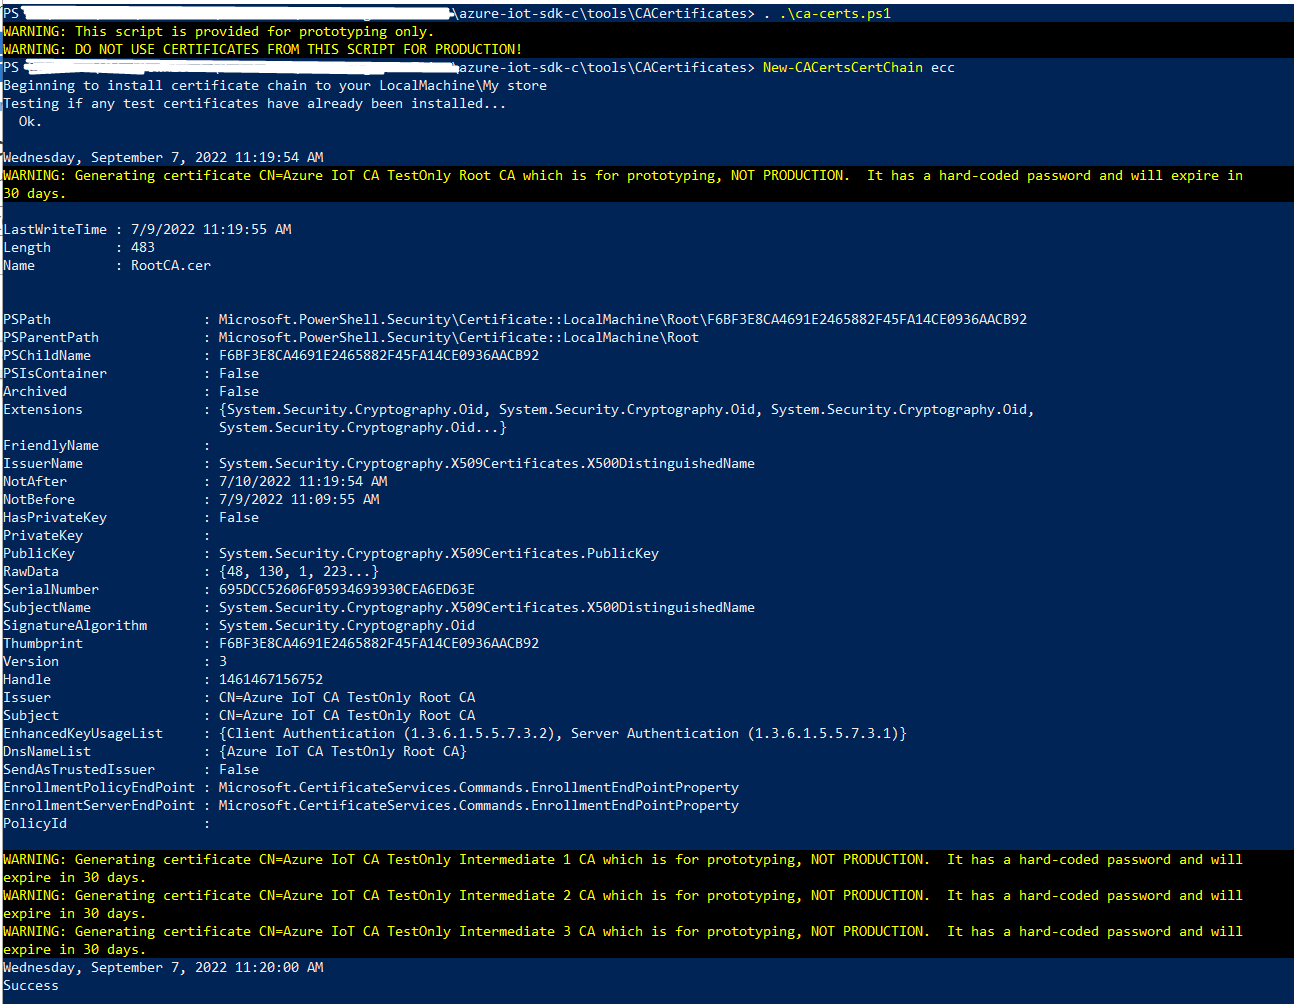 PS \azure-iot-sdk-c\tools\CACertificates> . .\ca-certs.ps1
WARNING: This script is provided for prototyping only.
WARNING: DO NOT USE CERTIFICATES FROM THIS SCRIPT FOR PRODUCTION!
PS azure-iot-sdk-c\tools\CACertificates> New-CACertsCertChain ecc
Beginning to install certificate chain to your LocalMachine\My store
Testing if any test certificates have already been installed...
Ok.
Wednesday, September 7, 2022 11:19:54 AM
WARNING: Generating certificate CN=Azure IoT CA TestOnly Root CA which is for prototyping, NOT PRODUCTION.  It has a hard-coded password and will expire in
30 days.
LastWriteTime : 7/9/2022 11:19:55 AM
Length : 483
Name : RootCA.cer
PSPath : Microsoft.PowerShell.Security\Certificate::LocalMachine\Root\F6BF3E8CA4691E2465882F45FA14CE0936AACB92
PSParentPath : Microsoft.PowerShell.Security\Certificate::LocalMachine\Root
PSChildName : F6BF3E8CA4691E2465882F45FA14CE0936AACB92
PSIsContainer : False
Archived : False
Extensions : {System.Security.Cryptography.Oid, System.Security.Cryptography.Oid, System.Security.Cryptography.Oid,
System.Security.Cryptography.Oid...}
FriendlyName :
IssuerName : System.Security.Cryptography.X509Certificates.X500DistinguishedName
NotAfter : 7/10/2022 11:19:54 AM
NotBefore : 7/9/2022 11:09:55 AM
HasPrivateKey : False
PrivateKey :
PublicKey : System.Security.Cryptography.X509Certificates.PublicKey
RawData : {48, 130, 1, 223...}
SerialNumber : 695DCC52606F05934693930CEA6ED63E
SubjectName : System.Security.Cryptography.X509Certificates.X500DistinguishedName
SignatureAlgorithm : System.Security.Cryptography.Oid
Thumbprint : F6BF3E8CA4691E2465882F45FA14CE0936AACB92
Version : 3
Handle : 1461467156752
Issuer : CN=Azure IoT CA TestOnly Root CA
Subject : CN=Azure IoT CA TestOnly Root CA
EnhancedKeyUsageList : {Client Authentication (1.3.6.1.5.5.7.3.2), Server Authentication (1.3.6.1.5.5.7.3.1)}
DnsNameList : {Azure IoT CA TestOnly Root CA}
SendAsTrustedIssuer : False
EnrollmentPolicyEndPoint : Microsoft.CertificateServices.Commands.EnrollmentEndPointProperty
EnrollmentServerEndPoint : Microsoft.CertificateServices.Commands.EnrollmentEndPointProperty
PolicyId :
WARNING: Generating certificate CN=Azure IoT CA TestOnly Intermediate 1 CA which is for prototyping, NOT PRODUCTION.  It has a hard-coded password and will
expire in 30 days.
WARNING: Generating certificate CN=Azure IoT CA TestOnly Intermediate 2 CA which is for prototyping, NOT PRODUCTION.  It has a hard-coded password and will
expire in 30 days.
WARNING: Generating certificate CN=Azure IoT CA TestOnly Intermediate 3 CA which is for prototyping, NOT PRODUCTION.  It has a hard-coded password and will
expire in 30 days.
Wednesday, September 7, 2022 11:20:00 AM
Success